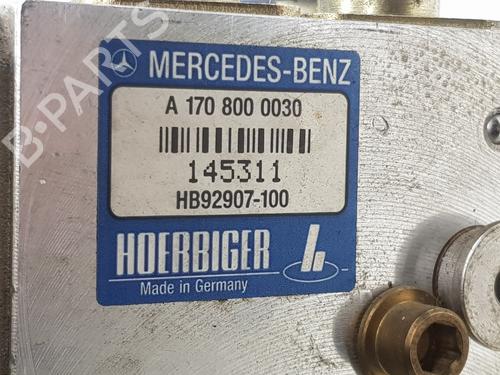 MERCEDES-BENZ
A 170 800 0030
145311
HB92907-100
HOERBIGER
Made in Germany
B-PARTS